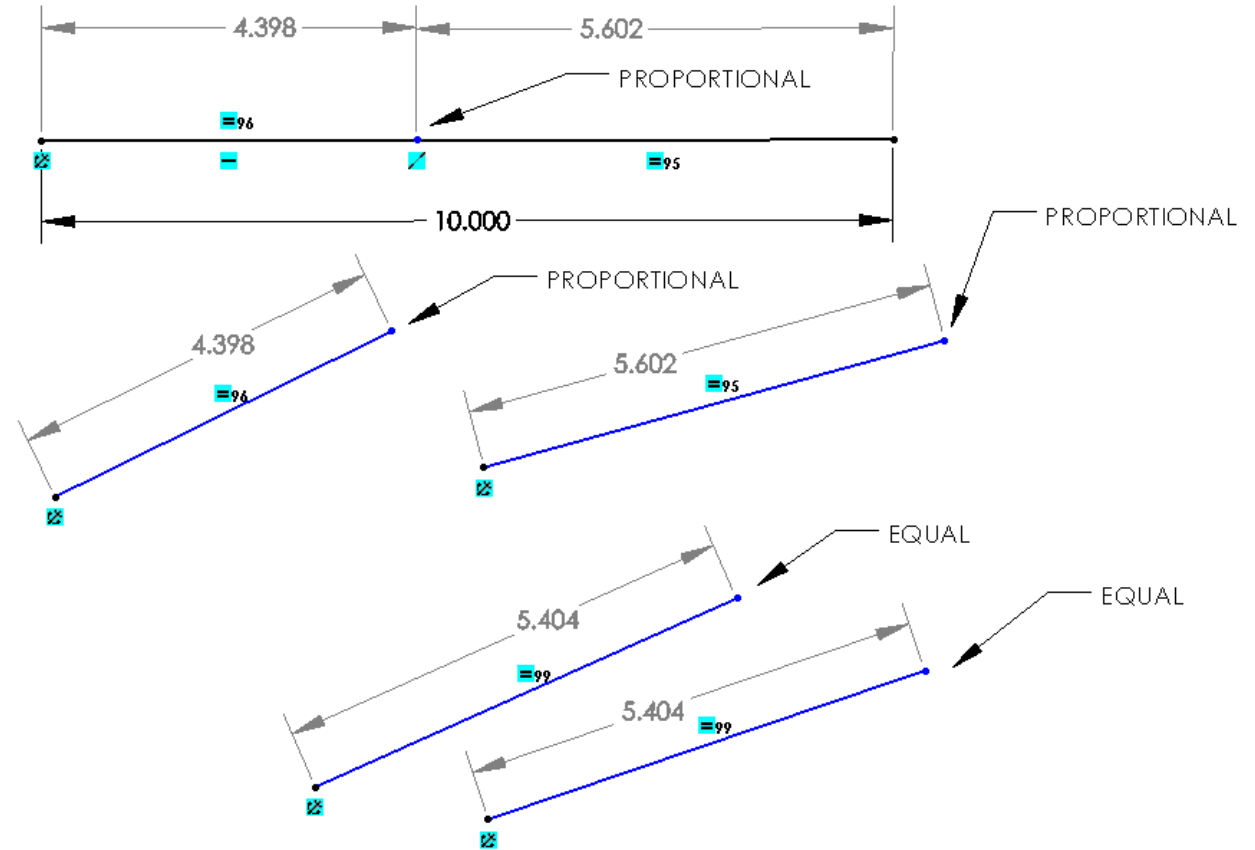 4.398
5.602
PROPORTIONAL
=96
=95
10.000
PROPORTIONAL
PROPORTIONAL
4.398
5.602
=96
=95
EQUAL
EQUAL
5.404
=99
5.404
=99